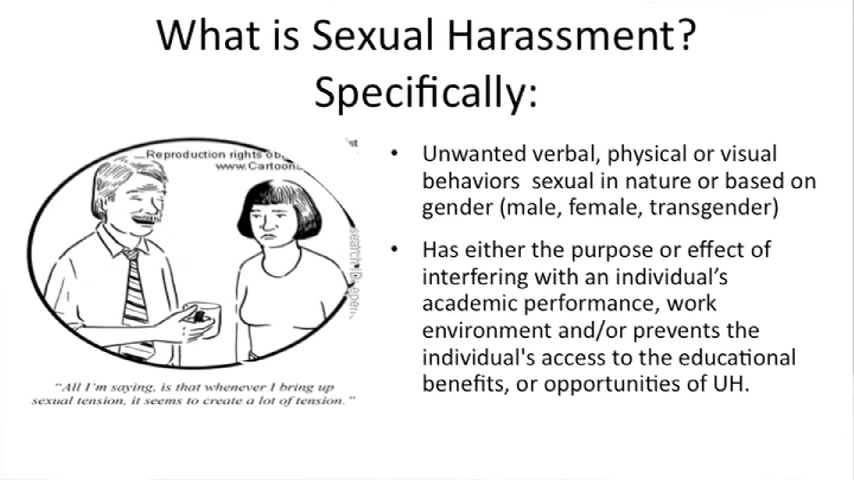 What is Sexual Harassment?
Specifically:
Reproduction rights
www.Cartoon
search
• Unwanted verbal, physical or visual
behaviors sexual in nature or based on
gender (male, female, transgender)
• Has either the purpose or effect of
interfering with an individual’s
academic performance, work
environment and/or prevents the
individual's access to the educational
benefits, or opportunities of UH.
"All I'm saying, is that whenever I bring up
sexual tension, it seems to create a lot of tension."